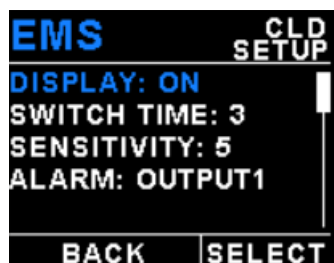 EMS
CLD
SETUP
DISPLAY: ON
SWITCH TIME: 3
SENSITIVITY: 5
ALARM: OUTPUT1
BACK
SELECT